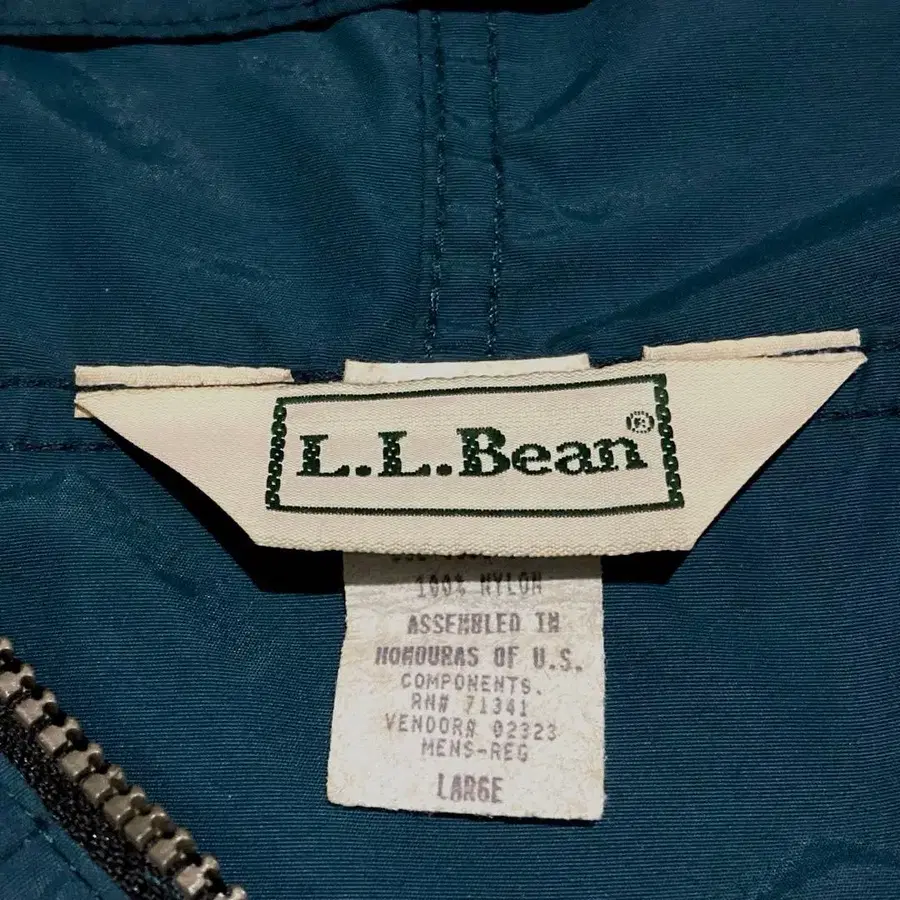 L.L.Bean®
100% NYLON
ASSEMBLED IN
HONDURAS OF U.S.
COMPONENTS.
RN# 71341
VENDOR# 02323
MENS-REG
LARGE